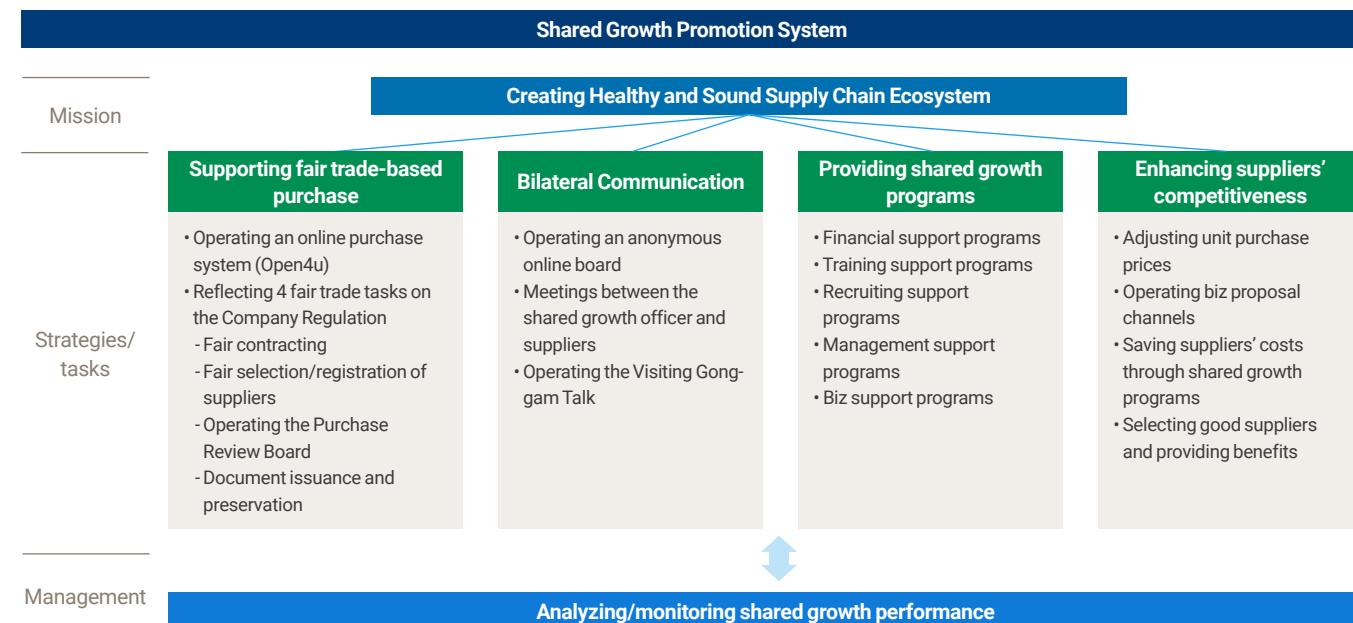 Shared Growth Promotion System
Mission
Creating Healthy and Sound Supply Chain Ecosystem
Strategies/
tasks
Supporting fair trade-based
purchase
• Operating an online purchase
system (Open4u)
• Reflecting 4 fair trade tasks on
the Company Regulation
- Fair contracting
- Fair selection/registration of
suppliers
- Operating the Purchase
Review Board
- Document issuance and
preservation
Bilateral Communication
• Operating an anonymous
online board
• Meetings between the
shared growth officer and
suppliers
• Operating the Visiting Gong-
gam Talk
Providing shared growth
programs
• Financial support programs
• Training support programs
• Recruiting support
programs
• Management support
programs
• Biz support programs
Enhancing suppliers’
competitiveness
• Adjusting unit purchase
prices
• Operating biz proposal
channels
• Saving suppliers’ costs
through shared growth
programs
• Selecting good suppliers
and providing benefits
Management
Analyzing/monitoring shared growth performance